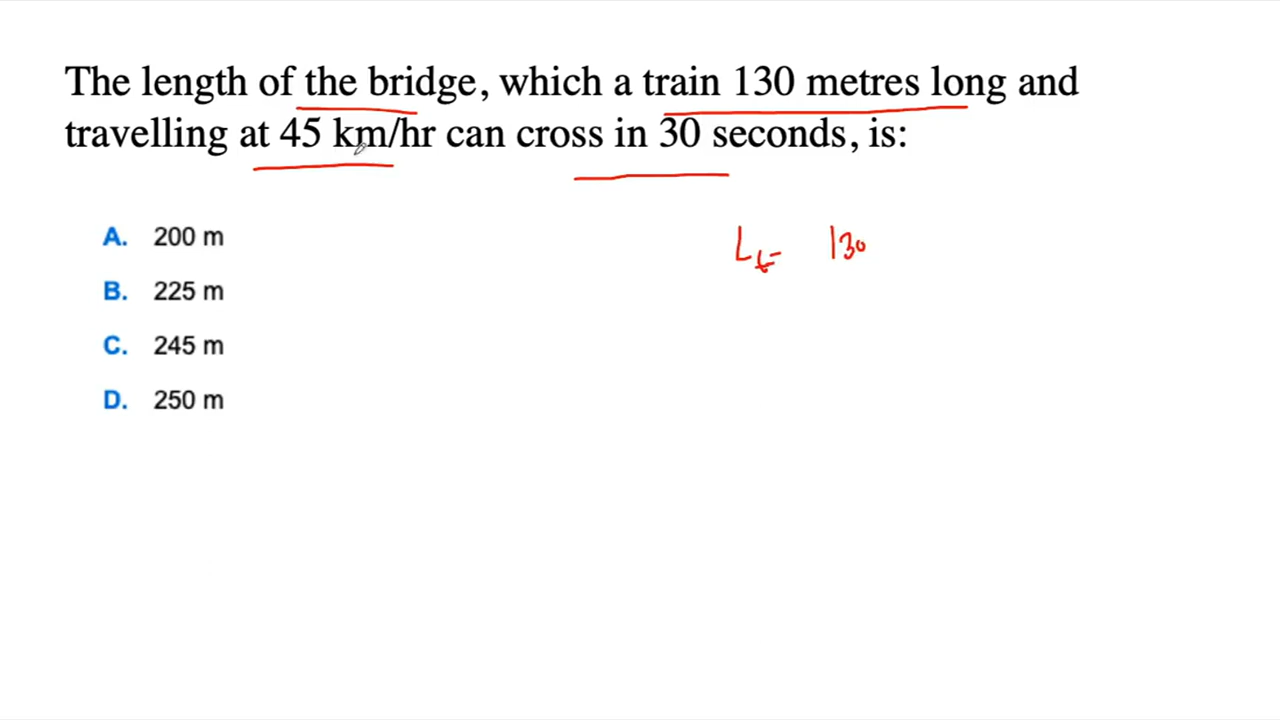 The length of the bridge, which a train 130 metres long and
travelling at 45 km/hr can cross in 30 seconds, is:
A. 200 m
L_t- 130
B. 225 m
C. 245 m
D. 250 m